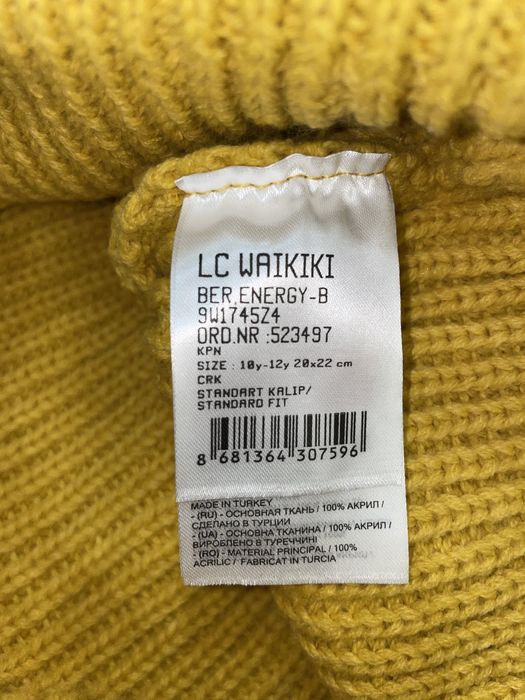 LC WAIKIKI
BER.ENERGY-B
9W1745Z4
ORD.NR :523497
KPN
SIZE : 10y-12y 20x22 cm
CRK
STANDART KALIP/
STANDARD FIT
8 681364 307596
MADE IN TURKEY
- (RU) - ОСНОВНАЯ ТКАНЬ / 100% АКРИЛ /
СДЕЛАНО В ТУРЦИИ
- (UA) - ОСНОВНА ТКАНИНА / 100% АКРИЛ /
ВИРОБЛЕНО В ТУРЕЧЧИНІ
- (RO) - MATERIAL PRINCIPAL / 100%
ACRILIC / FABRICAT IN TURCIA